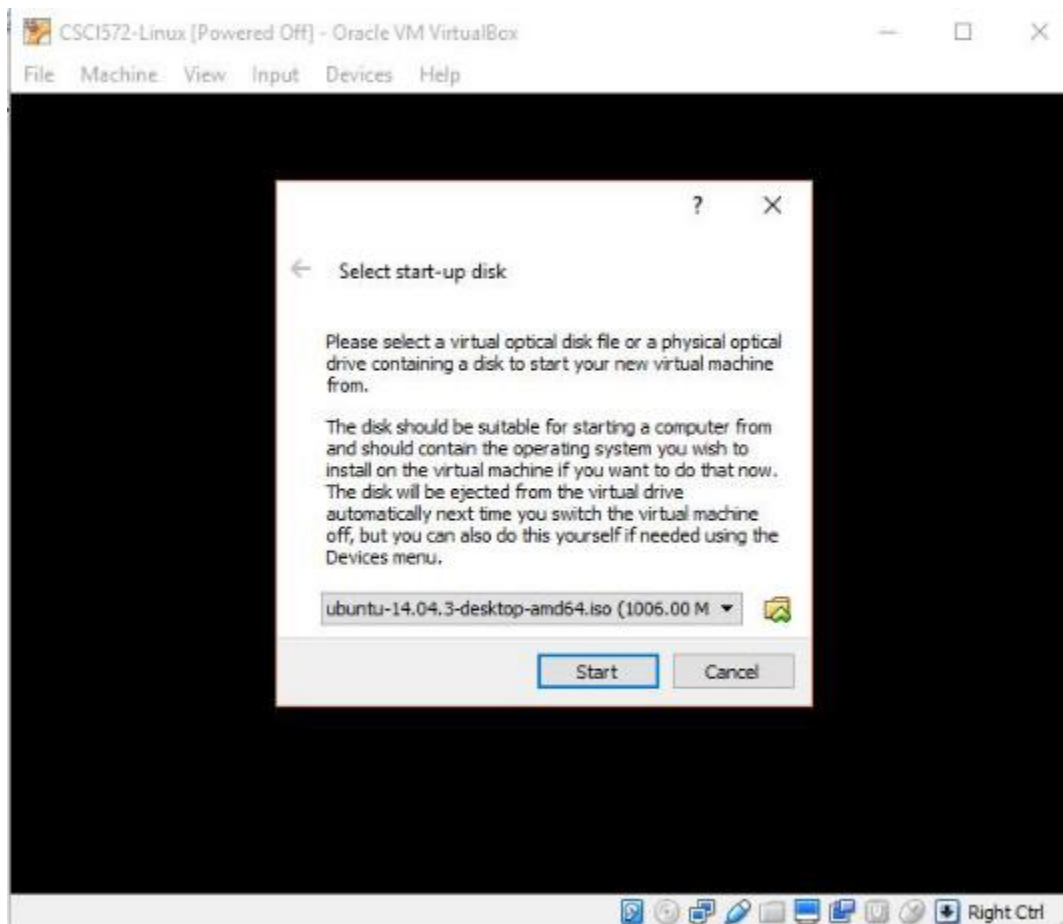 CSCI572-Linux [Powered Off] - Oracle VM VirtualBox
File Machine View Input Devices Help
?
Select start-up disk
Please select a virtual optical disk file or a physical optical
drive containing a disk to start your new virtual machine
from.
The disk should be suitable for starting a computer from
and should contain the operating system you wish to
install on the virtual machine if you want to do that now.
The disk will be ejected from the virtual drive
automatically next time you switch the virtual machine
off, but you can also do this yourself if needed using the
Devices menu.
ubuntu-14.04.3-desktop-amd64.iso (1006.00 M
Start Cancel
Right Ctrl